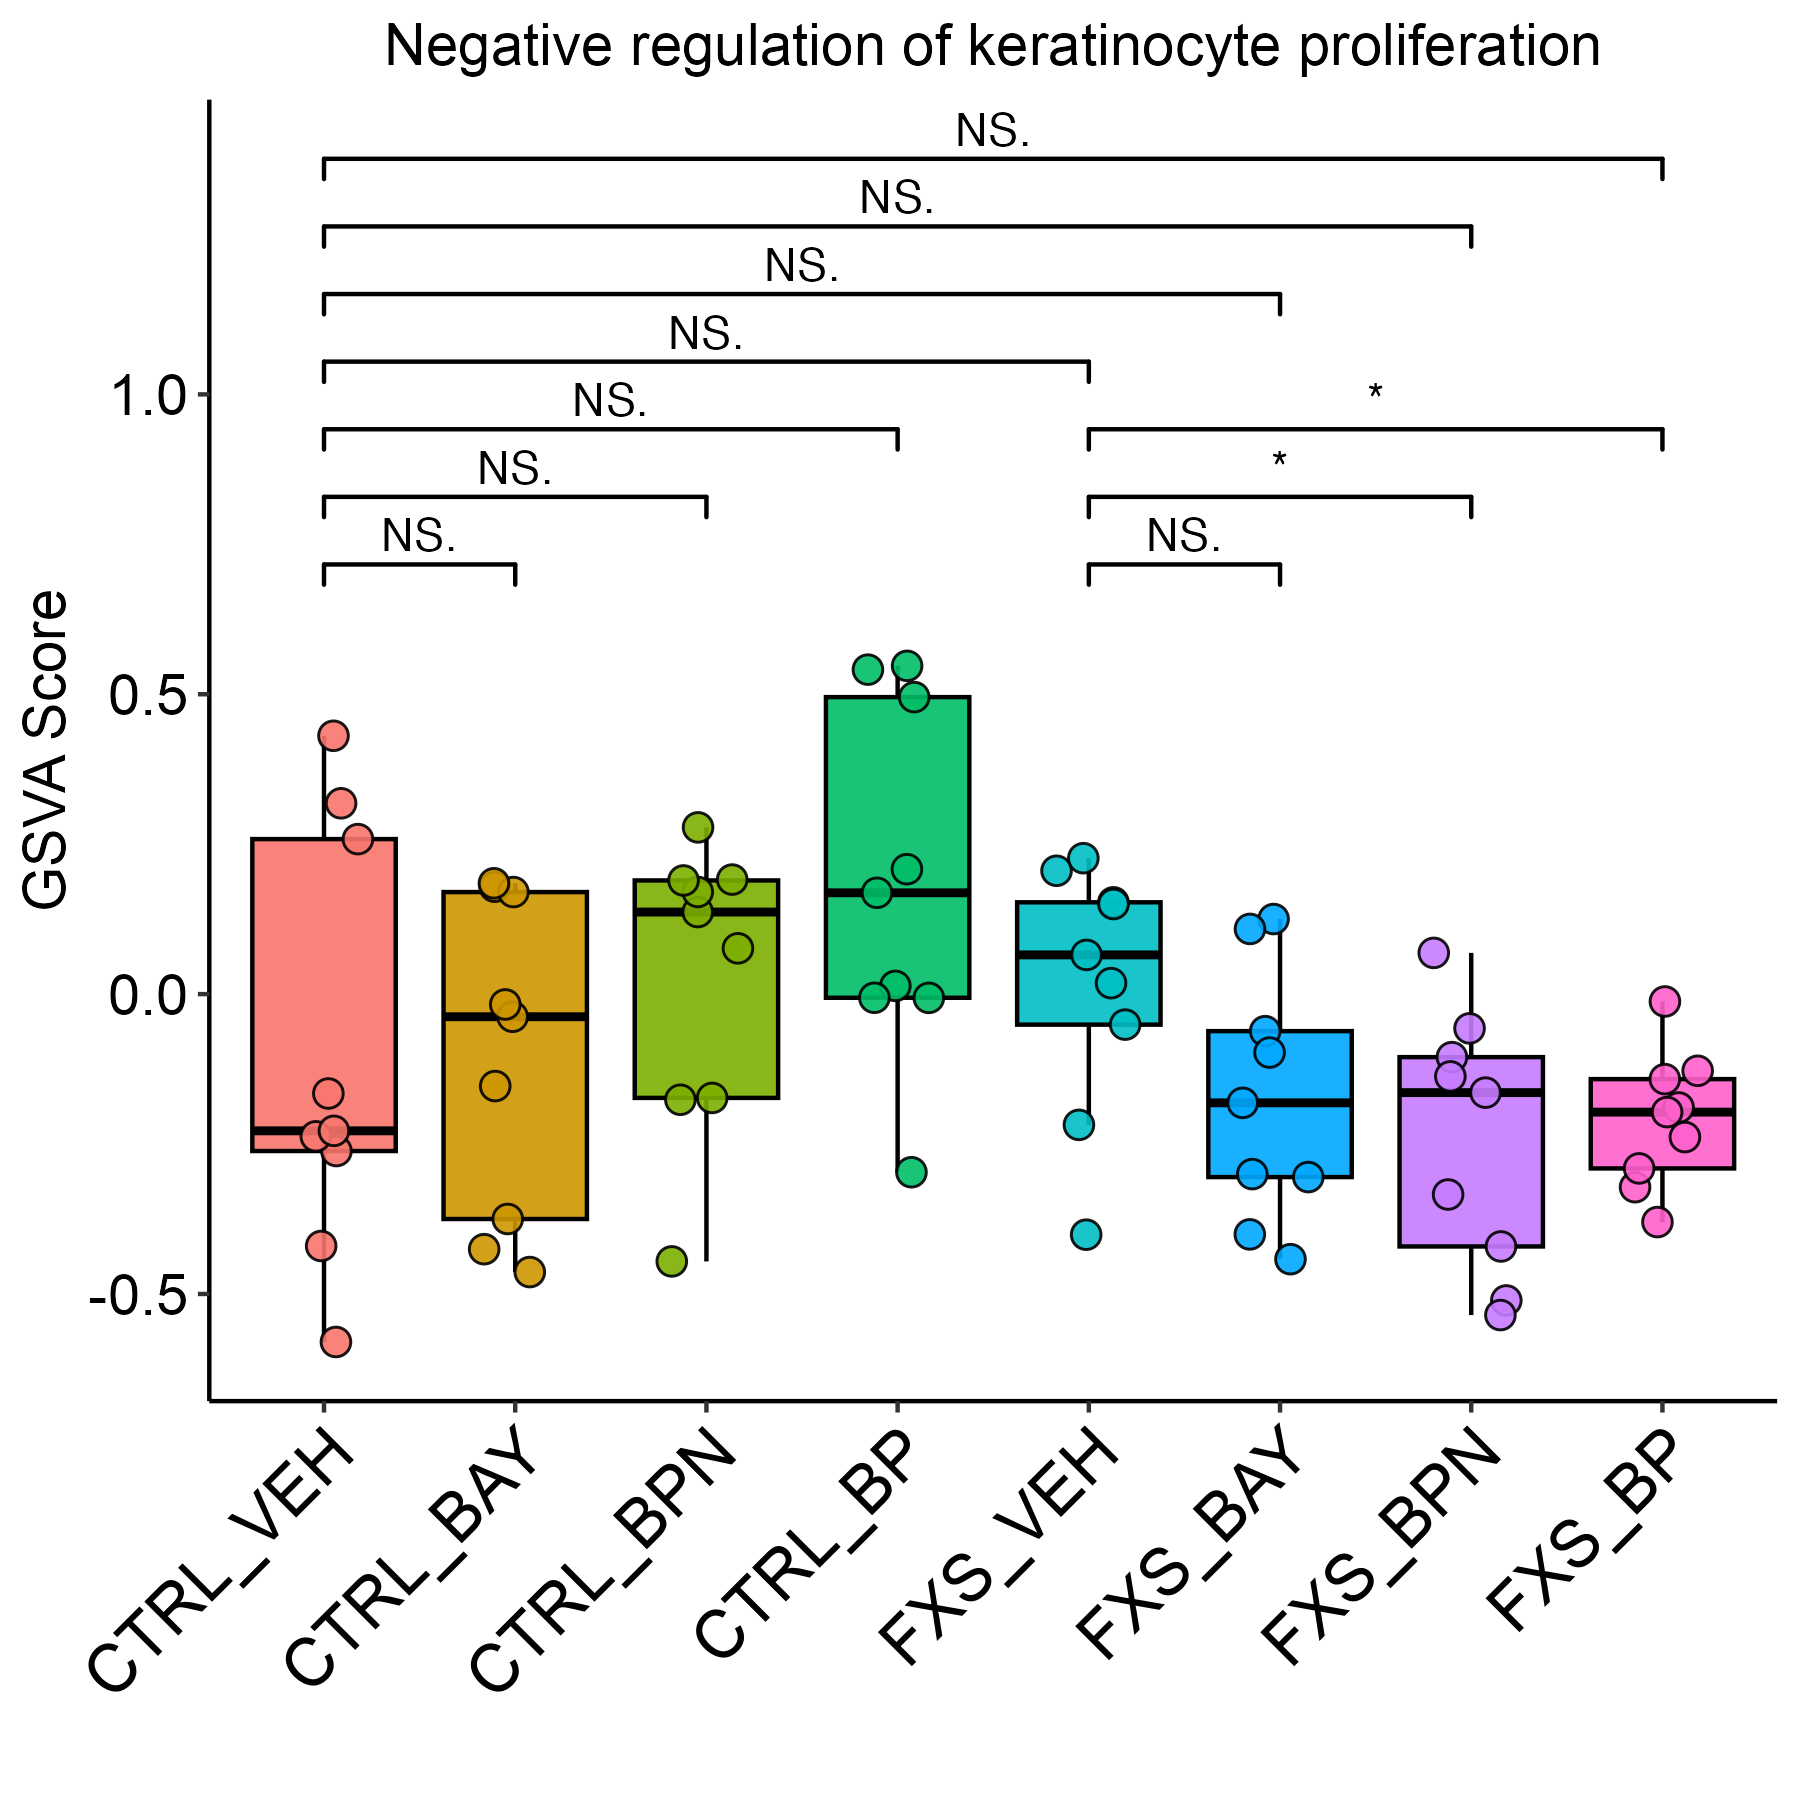 Negative regulation of keratinocyte proliferation
NS.
NS.
NS.
NS.
NS.
NS.
NS.
*
*
NS.
GSVA Score
1.0
0.5
0.0
-0.5
CTRL_VEH
CTRL_BAY
CTRL_BPN
CTRL_BP
FXS_VEH
FXS_BAY
FXS_BPN
FXS_BP